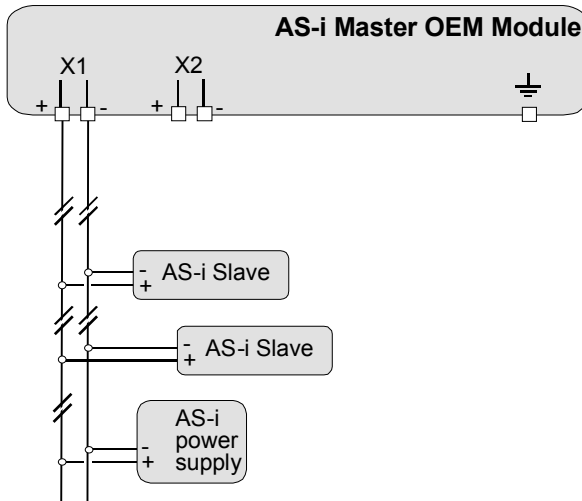 AS-i Master OEM Module
X1 X2
+ - + -
- AS-i Slave
+
- AS-i Slave
+
AS-i
power
supply
-
+